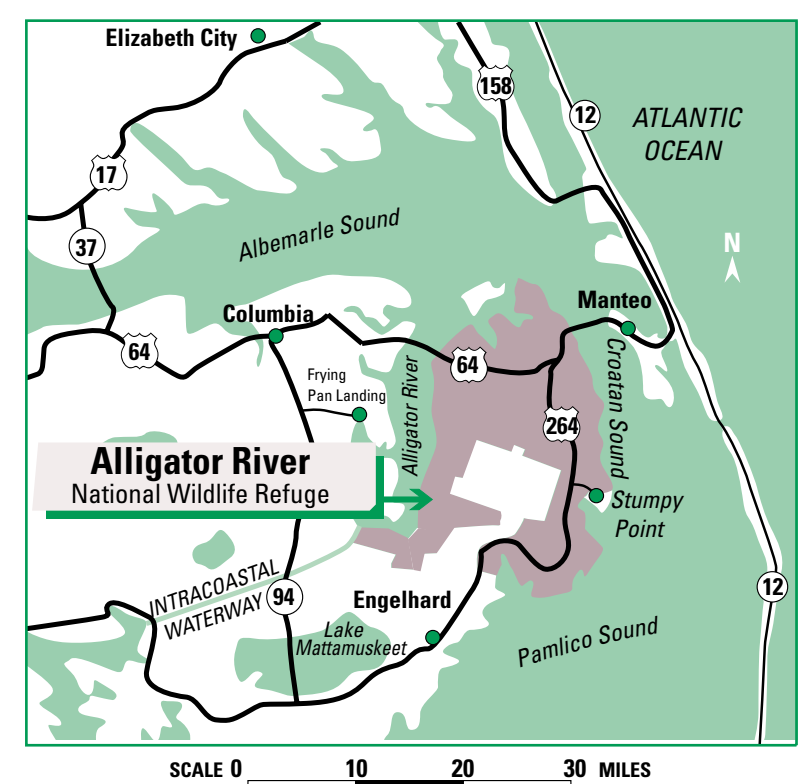 Elizabeth City
158
12
ATLANTIC
OCEAN
17
37
Albemarle Sound
N
Columbia
Manteo
64
64
Frying
Pan Landing
Alligator River
Croatan Sound
264
Alligator River
National Wildlife Refuge
Stumpy
Point
INTRACOASTAL
WATERWAY
94
Engelhard
12
Lake
Mattamuskeet
Pamlico Sound
SCALE 0 10 20 30 MILES